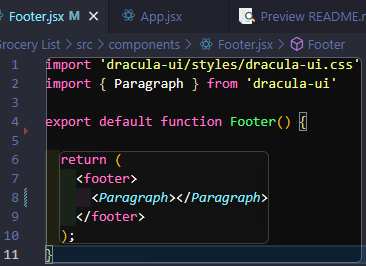 Footer.jsx M App.jsx Preview README.m
Grocery List > src > components > Footer.jsx > Footer
1 import 'dracula-ui/styles/dracula-ui.css'
2 import { Paragraph } from 'dracula-ui'
3
4 export default function Footer() {
5
6 return (
7 <footer>
8 <Paragraph></Paragraph>
9 </footer>
10 );
11 }